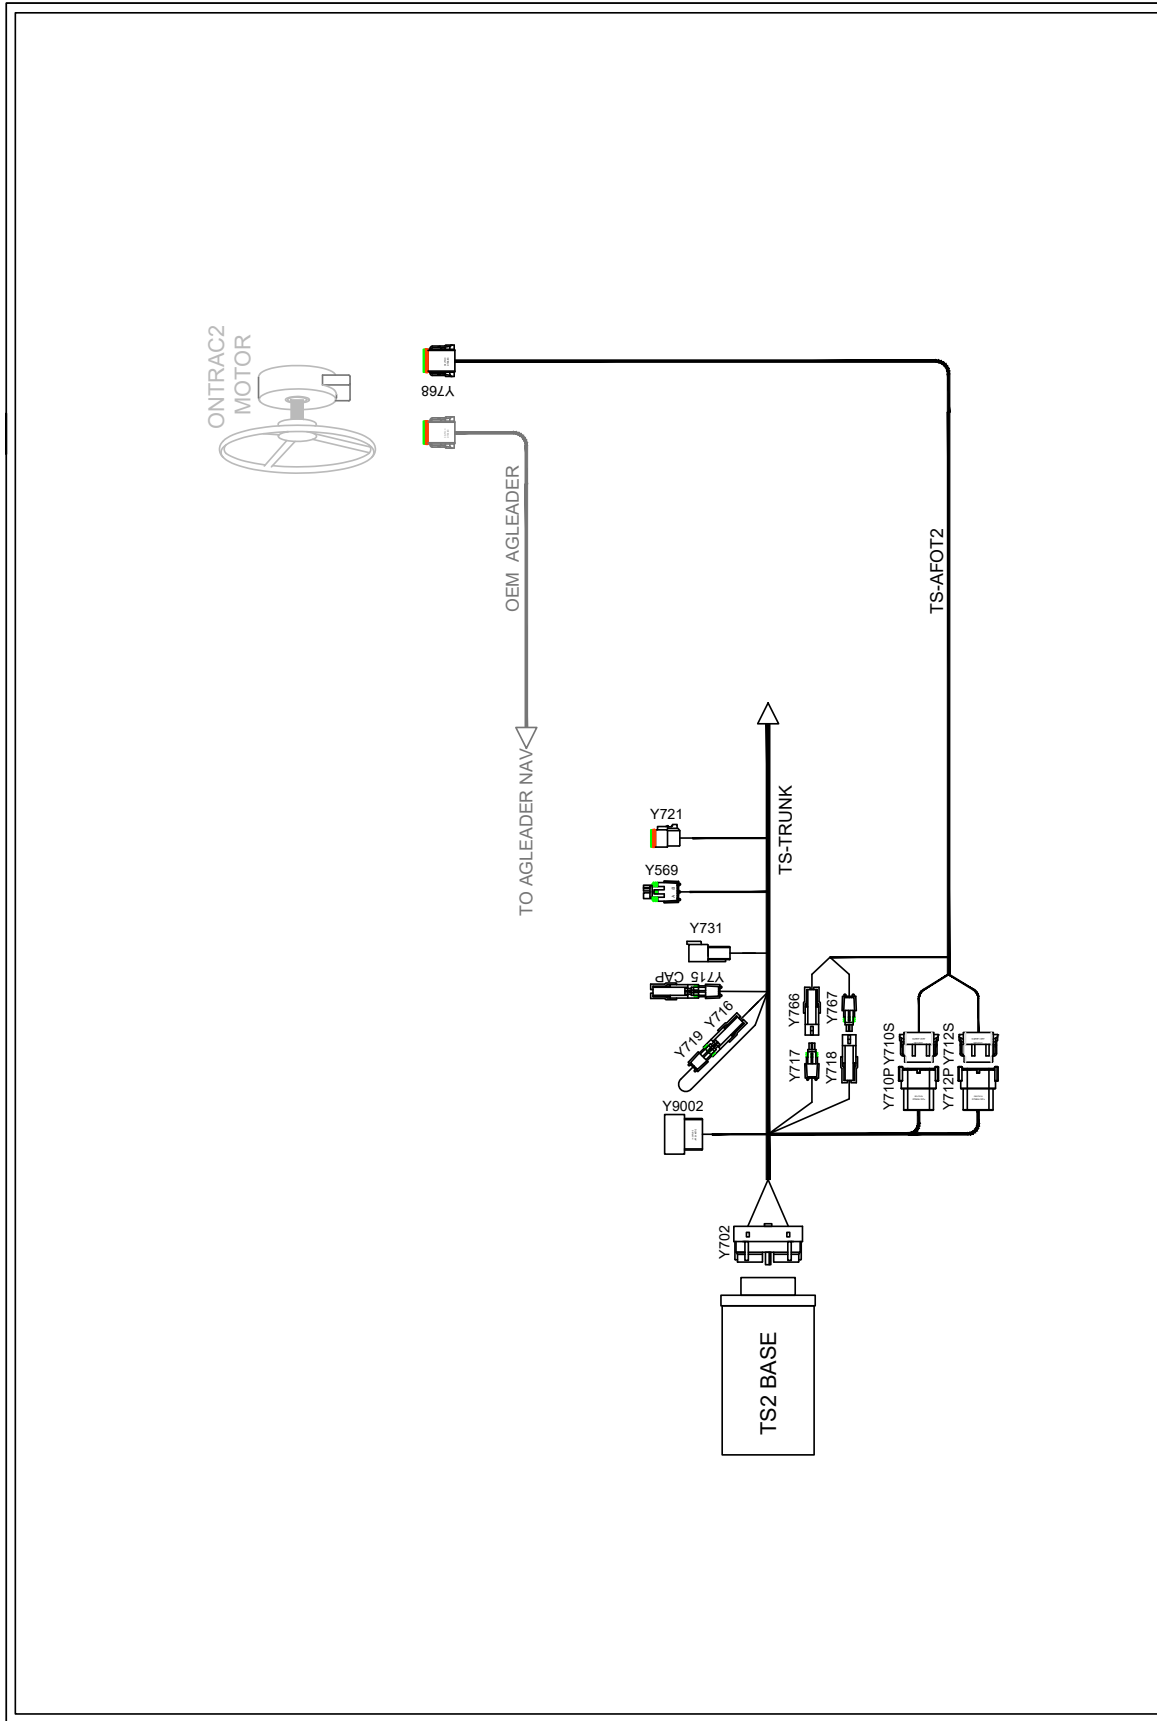 ONTRAC2
MOTOR
Y768
OEM AGLEADER
TO AGLEADER NAV
TS-AFOT2
TS-TRUNK
Y721
Y569
Y731
Y715 CAP
Y716
Y719
Y9002
Y766
Y767
Y717
Y718
Y710S
Y712S
Y710P
Y712P
Y702
TS2 BASE